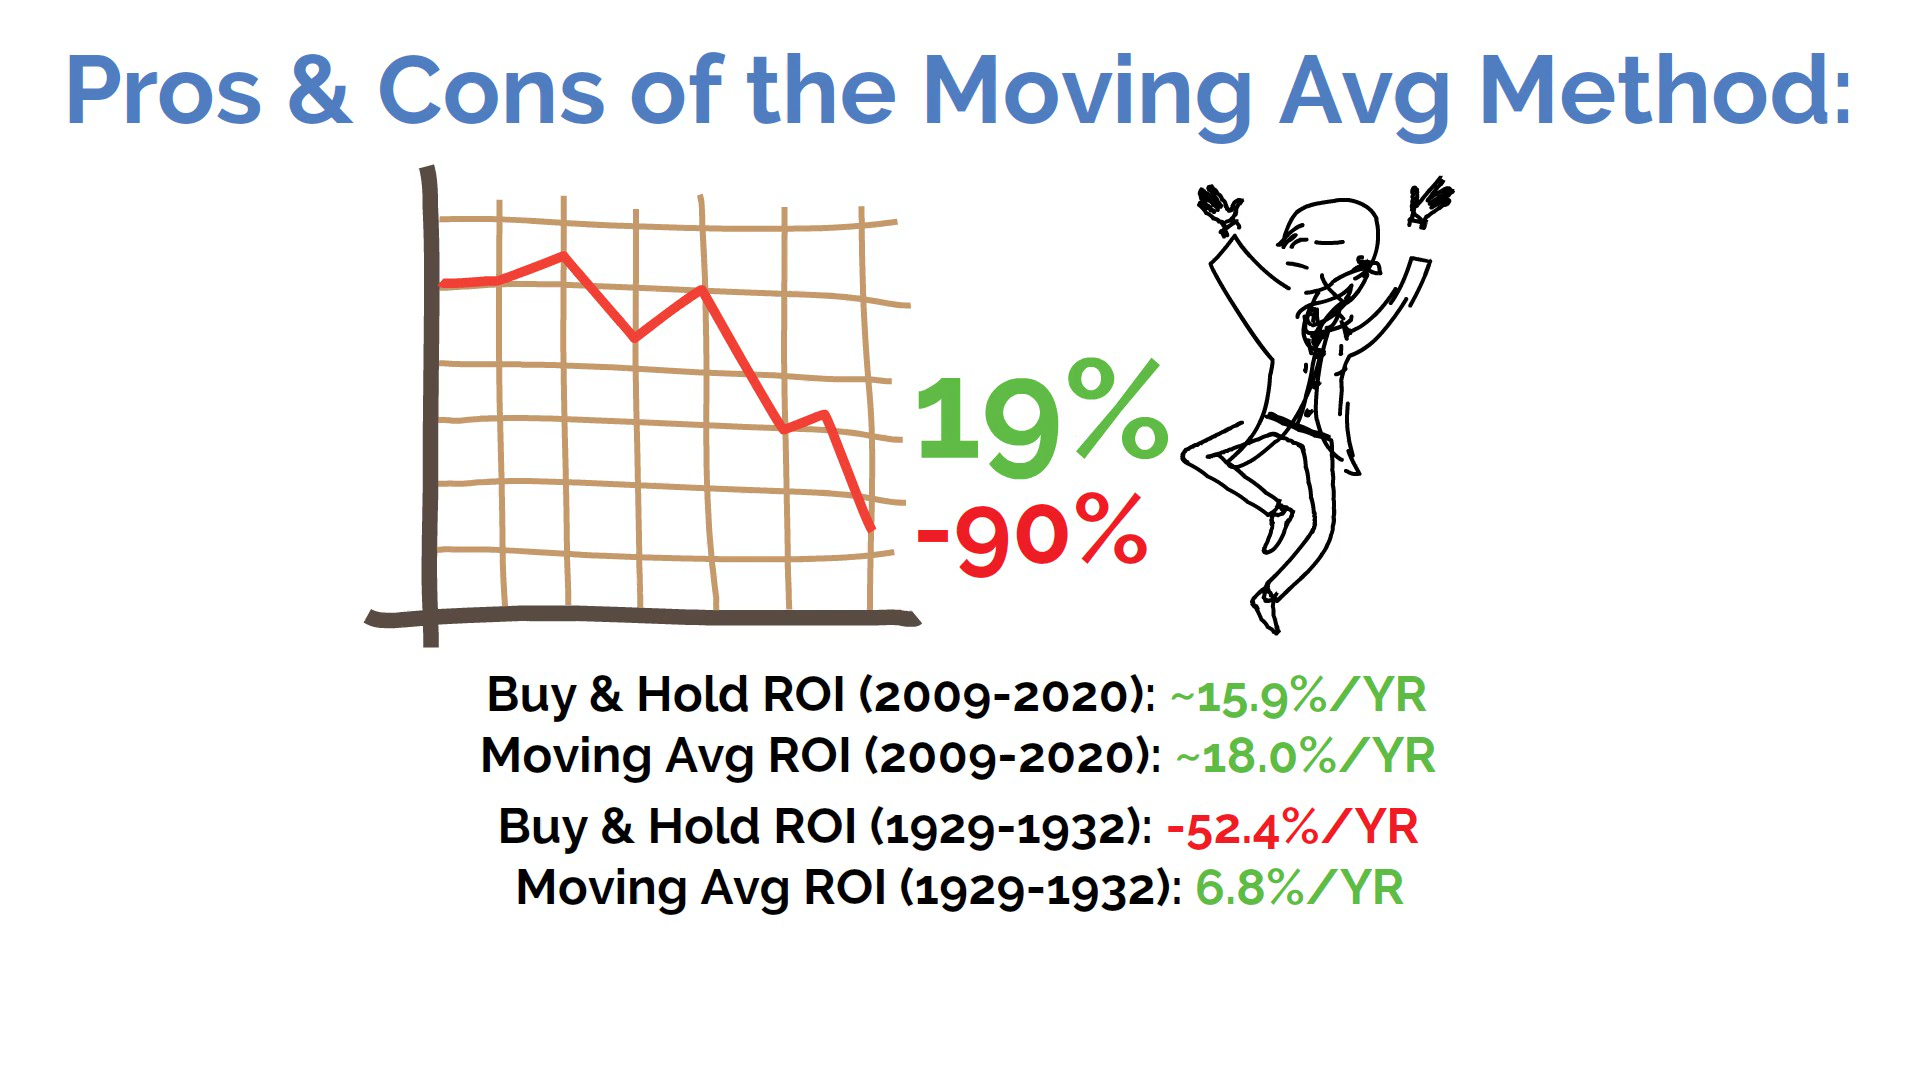 Pros & Cons of the Moving Avg Method:
19%
-90%
Buy & Hold ROI (2009-2020): ~15.9%/YR
Moving Avg ROI (2009-2020): ~18.0%/YR
Buy & Hold ROI (1929-1932): -52.4%/YR
Moving Avg ROI (1929-1932): 6.8%/YR